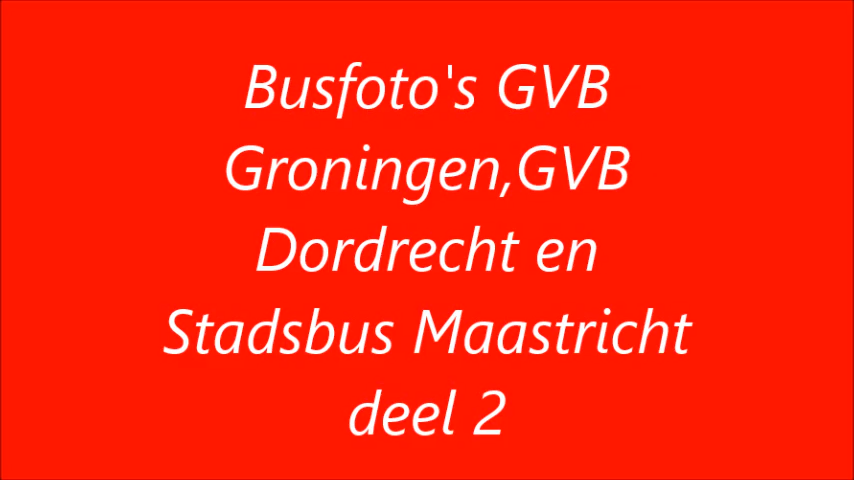 Busfoto's GVB
Groningen,GVB
Dordrecht en
Stadsbus Maastricht
deel 2